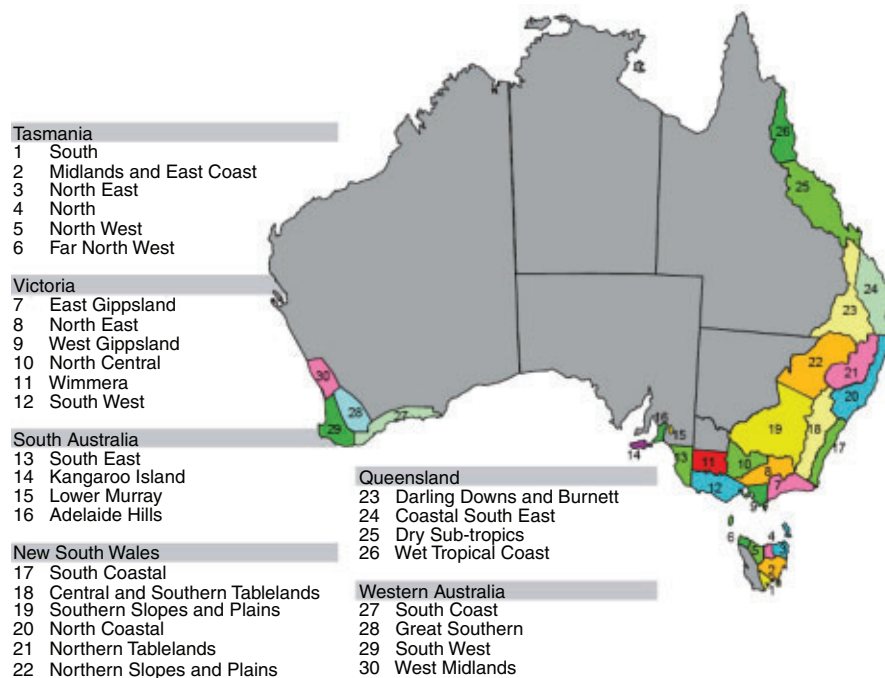 Tasmania
1 South
2 Midlands and East Coast
3 North East
4 North
5 North West
6 Far North West
Victoria
7 East Gippsland
8 North East
9 West Gippsland
10 North Central
11 Wimmera
12 South West
South Australia
13 South East
14 Kangaroo Island
15 Lower Murray
16 Adelaide Hills
New South Wales
17 South Coastal
18 Central and Southern Tablelands
19 Southern Slopes and Plains
20 North Coastal
21 Northern Tablelands
22 Northern Slopes and Plains
Queensland
23 Darling Downs and Burnett
24 Coastal South East
25 Dry Sub-tropics
26 Wet Tropical Coast
Western Australia
27 South Coast
28 Great Southern
29 South West
30 West Midlands
26
25
24
23
22
21
20
30
28
27
29
19
18
17
16
15
14
13
11
10
8
12
7
9
6
4
5
3
2
1